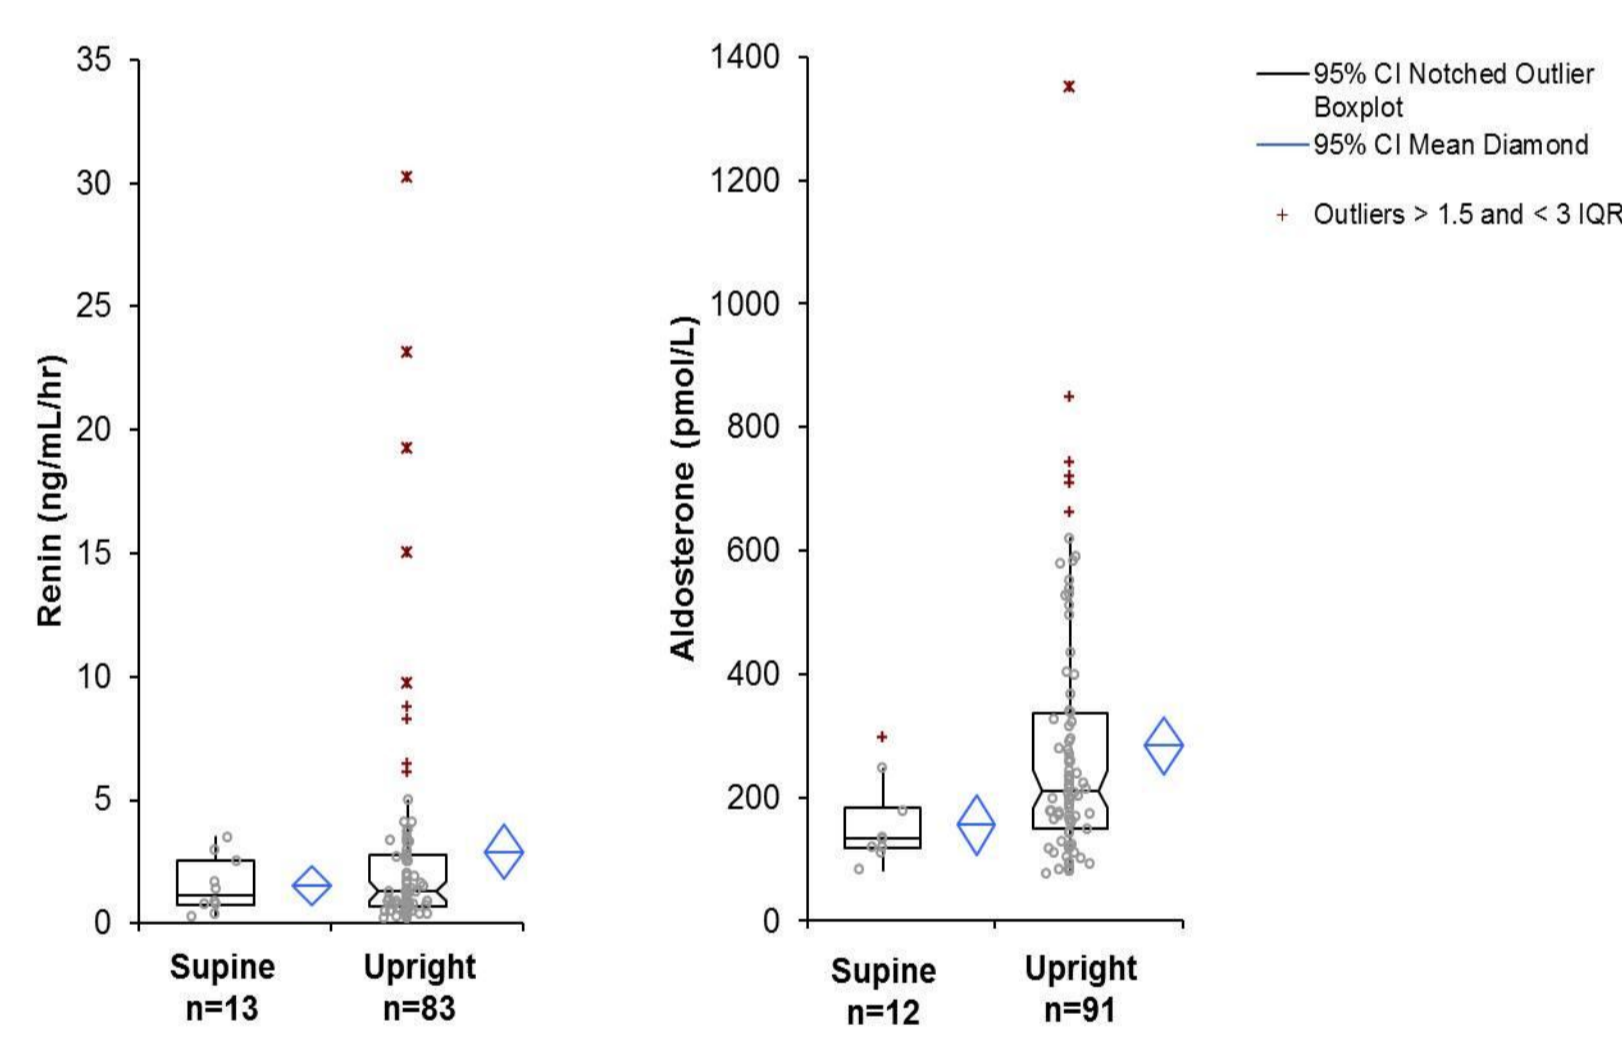 35
30
25
20
15
10
5
0
Renin (ng/mL/hr)
Supine
n=13
Upright
n=83
1400
1200
1000
800
600
400
200
0
Aldosterone (pmol/L)
Supine
n=12
Upright
n=91
95% CI Notched Outlier
Boxplot
95% CI Mean Diamond
Outliers > 1.5 and < 3 IQR